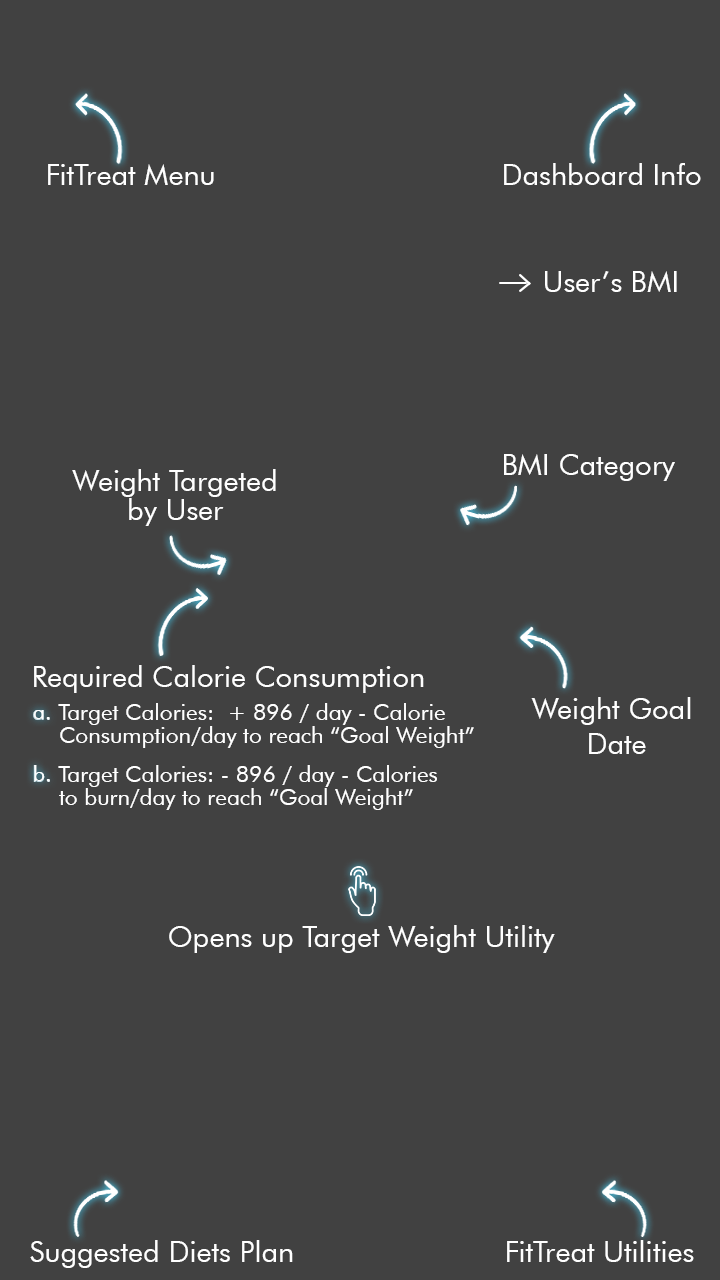 FitTreat Menu
Dashboard Info
→ User’s BMI
Weight Targeted
by User
BMI Category
Required Calorie Consumption
a. Target Calories:  + 896 / day - Calorie
Consumption/day to reach “Goal Weight”
b. Target Calories: - 896 / day - Calories
to burn/day to reach “Goal Weight”
Weight Goal
Date
Opens up Target Weight Utility
Suggested Diets Plan
FitTreat Utilities